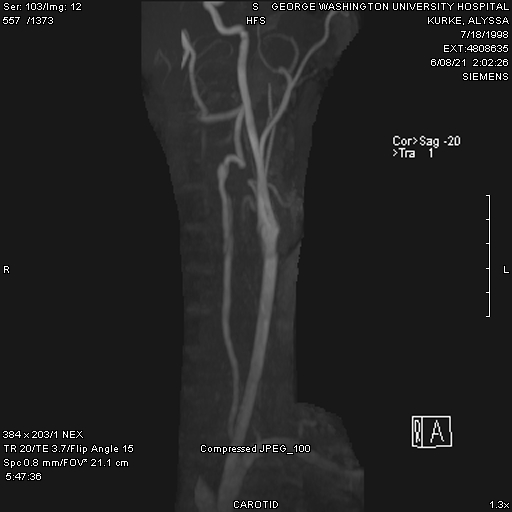 Ser: 103/Img: 12
557 /1373
S
HFS
GEORGE WASHINGTON UNIVERSITY HOSPITAL
KURKE, ALYSSA
7/18/1998
EXT:4808635
6/08/21 2:02:26
SIEMENS
Cor>Sag -20
>Tra 1
R
L
384 x 203/1 NEX
TR 20/TE 3.7/Flip Angle 15
Spc 0.8 mm/FOV* 21.1 cm
5:47:36
Compressed JPEG_100
R A
CAROTID
1.3x